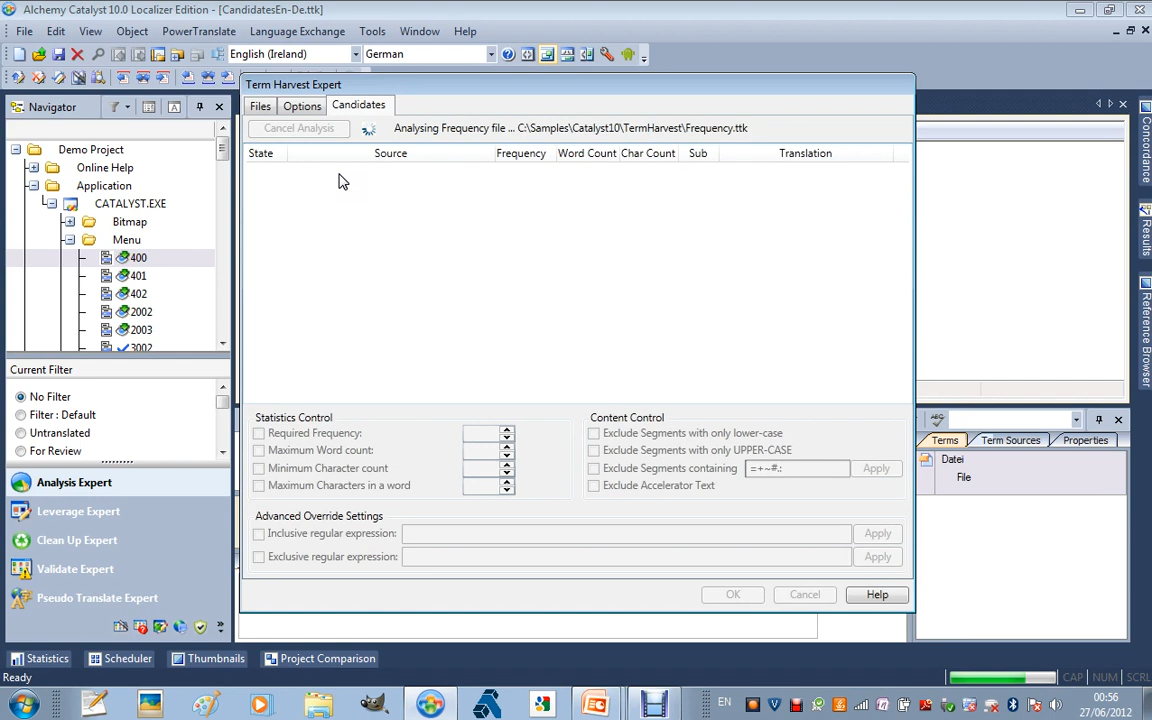 Alchemy Catalyst 10.0 Localizer Edition - [CandidatesEn-De.ttk]
File Edit View Object PowerTranslate Language Exchange Tools Window Help
English (Ireland) German
Navigator
Demo Project
Online Help
Application
CATALYST.EXE
Bitmap
Menu
400
401
402
2002
2003
3002
Current Filter
No Filter
Filter : Default
Untranslated
For Review
Analysis Expert
Leverage Expert
Clean Up Expert
Validate Expert
Pseudo Translate Expert
Term Harvest Expert
Files Options Candidates
Cancel Analysis Analysing Frequency file ... C:\Samples\Catalyst10\TermHarvest\Frequency.ttk
State Source Frequency Word Count Char Count Sub Translation
Statistics Control
Required Frequency:
Maximum Word count:
Minimum Character count
Maximum Characters in a word
Content Control
Exclude Segments with only lower-case
Exclude Segments with only UPPER-CASE
Exclude Segments containing =+~#.: Apply
Exclude Accelerator Text
Advanced Override Settings
Inclusive regular expression: Apply
Exclusive regular expression: Apply
OK Cancel Help
Concordance
Results
Reference Browser
ABC
Terms Term Sources Properties
Datei
File
Statistics Scheduler Thumbnails Project Comparison
Ready CAP NUM SCRL
EN 00:56
27/06/2012